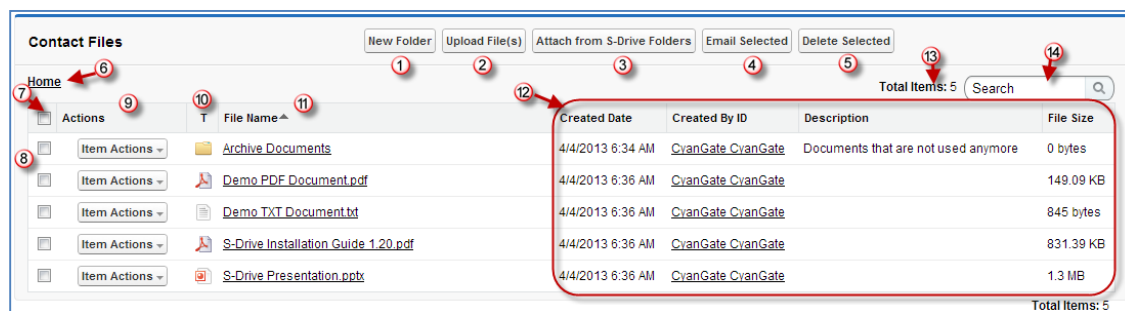 Contact Files New Folder Upload File(s) Attach from S-Drive Folders Email Selected Delete Selected
1 2 3 4 5
Home 6 Total Items: 5 13 Search 14
7 Actions 9 T 10 File Name 11 12 Created Date Created By ID Description File Size
8 Item Actions Archive Documents 4/4/2013 6:34 AM CyanGate CyanGate Documents that are not used anymore 0 bytes
Item Actions Demo PDF Document.pdf 4/4/2013 6:36 AM CyanGate CyanGate 149.09 KB
Item Actions Demo TXT Document.txt 4/4/2013 6:36 AM CyanGate CyanGate 845 bytes
Item Actions S-Drive Installation Guide 1.20.pdf 4/4/2013 6:36 AM CyanGate CyanGate 831.39 KB
Item Actions S-Drive Presentation.pptx 4/4/2013 6:36 AM CyanGate CyanGate 1.3 MB
Total Items: 5